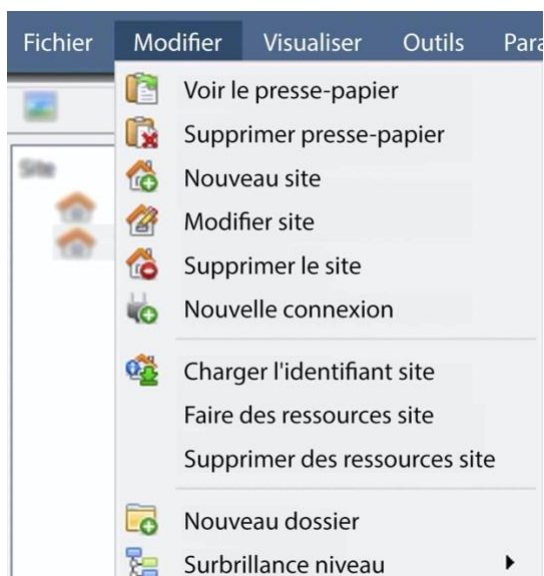 Fichier Modifier Visualiser Outils
Site
Voir le presse-papier
Supprimer presse-papier
Nouveau site
Modifier site
Supprimer le site
Nouvelle connexion
Charger l'identifiant site
Faire des ressources site
Supprimer des ressources site
Nouveau dossier
Surbrillance niveau